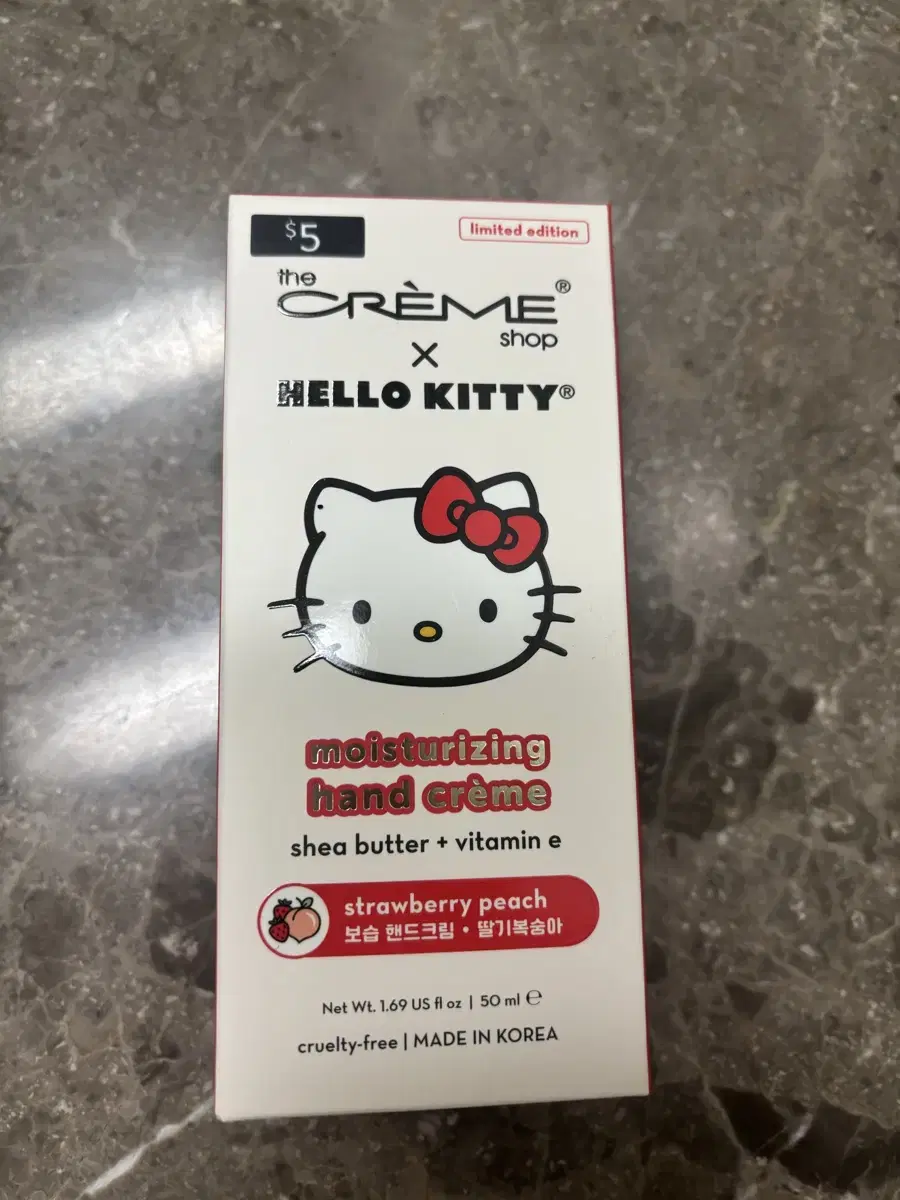 $5
limited edition
the
CRÈME®
shop
×
HELLO KITTY®
moisturizing
hand crème
shea butter + vitamin e
strawberry peach
보습 핸드크림 • 딸기복숭아
Net Wt. 1.69 US fl oz | 50 ml ℮
cruelty-free | MADE IN KOREA